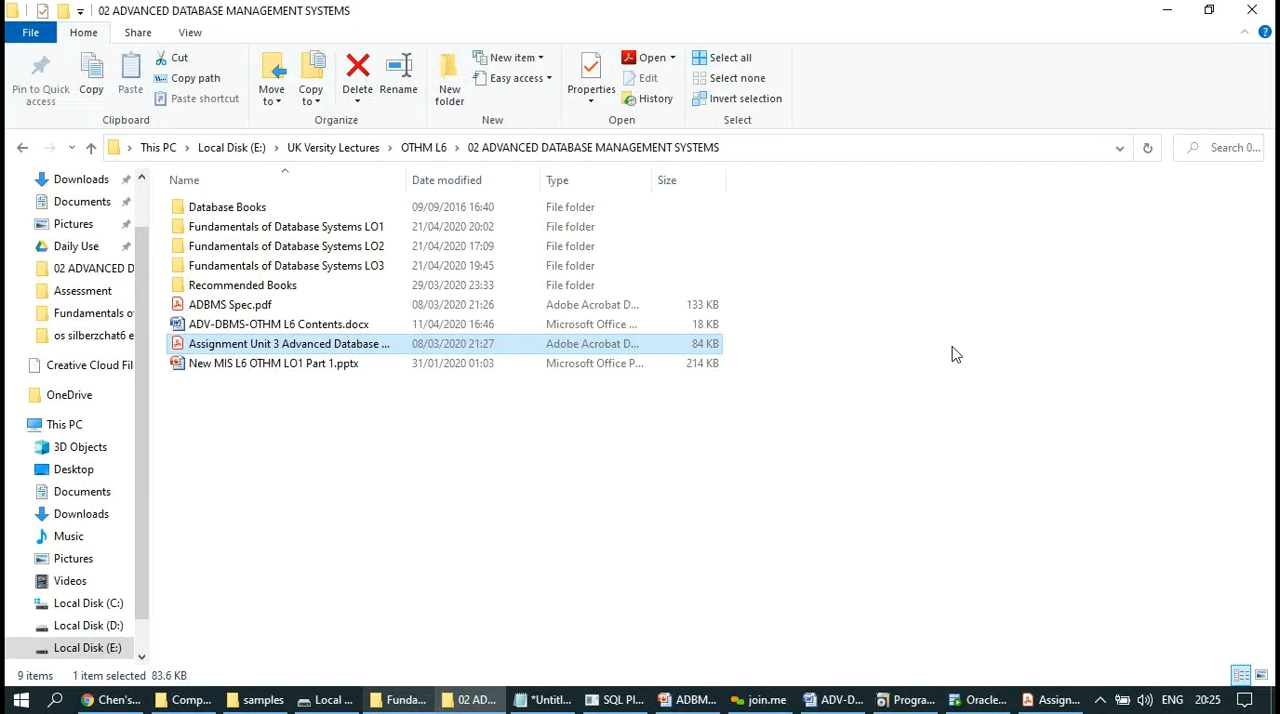 02 ADVANCED DATABASE MANAGEMENT SYSTEMS
File Home Share View
Pin to Quick access
Copy
Paste
Cut
Copy path
Paste shortcut
Clipboard
Move to
Copy to
Delete
Rename
Organize
New folder
New item
Easy access
New
Properties
Open
Edit
History
Open
Select all
Select none
Invert selection
Select
This PC > Local Disk (E:) > UK Versity Lectures > OTHM L6 > 02 ADVANCED DATABASE MANAGEMENT SYSTEMS
Search 0...
Downloads
Documents
Pictures
Daily Use
02 ADVANCED D
Assessment
Fundamentals o
os silberzchat6 e
Creative Cloud Fil
OneDrive
This PC
3D Objects
Desktop
Documents
Downloads
Music
Pictures
Videos
Local Disk (C:)
Local Disk (D:)
Local Disk (E:)
Name Date modified Type Size
Database Books 09/09/2016 16:40 File folder
Fundamentals of Database Systems LO1 21/04/2020 20:02 File folder
Fundamentals of Database Systems LO2 21/04/2020 17:09 File folder
Fundamentals of Database Systems LO3 21/04/2020 19:45 File folder
Recommended Books 29/03/2020 23:33 File folder
ADBMS Spec.pdf 08/03/2020 21:26 Adobe Acrobat D... 133 KB
ADV-DBMS-OTHM L6 Contents.docx 11/04/2020 16:46 Microsoft Office ... 18 KB
Assignment Unit 3 Advanced Database ... 08/03/2020 21:27 Adobe Acrobat D... 84 KB
New MIS L6 OTHM LO1 Part 1.pptx 31/01/2020 01:03 Microsoft Office P... 214 KB
9 items 1 item selected 83.6 KB
Chen's... Comp... samples Local ... Funda... 02 AD... *Untitl... SQL Pl... ADBM... join.me ADV-D... Progra... Oracle... Assign... ENG 20:25